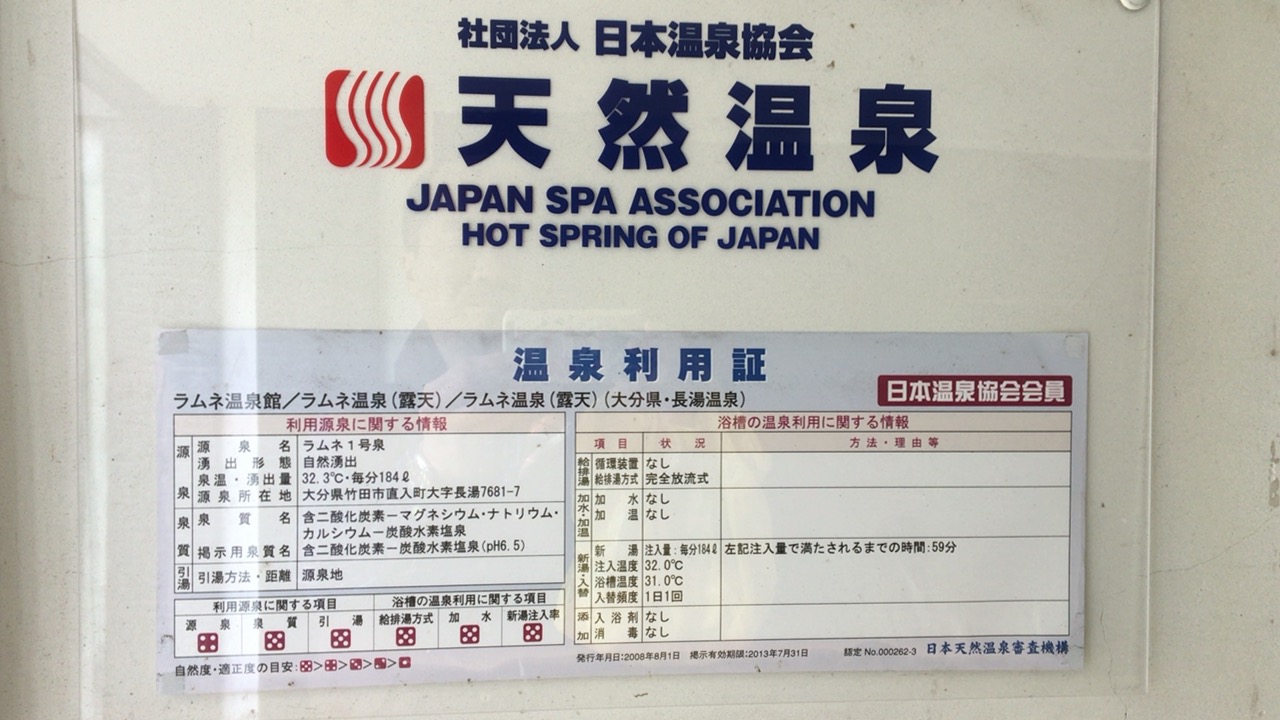 社団法人 日本温泉協会
天然温泉
JAPAN SPA ASSOCIATION
HOT SPRING OF JAPAN
温泉利用証
ラムネ温泉館／ラムネ温泉（露天）／ラムネ温泉（露天）（大分県・長湯温泉）
日本温泉協会会員
利用源泉に関する情報
源泉
源泉名 ラムネ１号泉
湧出形態 自然湧出
泉温・湧出量 32.3℃・毎分184ℓ
源泉所在地 大分県竹田市直入町大字長湯7681-7
泉質
泉質名 含二酸化炭素－マグネシウム・ナトリウム・
カルシウム－炭酸水素塩泉
掲示用泉質名 含二酸化炭素－炭酸水素塩泉（pH6.5）
引湯
引湯方法・距離 源泉地
利用源泉に関する項目 浴槽の温泉利用に関する項目
源泉 泉質 引湯 給排湯方式 加水 新湯注入率
自然度・適正度の目安:
浴槽の温泉利用に関する情報
項目 状況 方法・理由等
給排湯
循環装置 なし
給排湯方式 完全放流式
加水・加温
加水 なし
加温 なし
新湯・入替
新湯 注入量:毎分184ℓ 左記注入量で満たされるまでの時間:59分
注入温度 32.0℃
浴槽温度 31.0℃
入替頻度 1日1回
添加
入浴剤 なし
消毒 なし
発行年月日:2008年8月1日 掲示有効期限:2013年7月31日 認定 No.000262-3 日本天然温泉審査機構